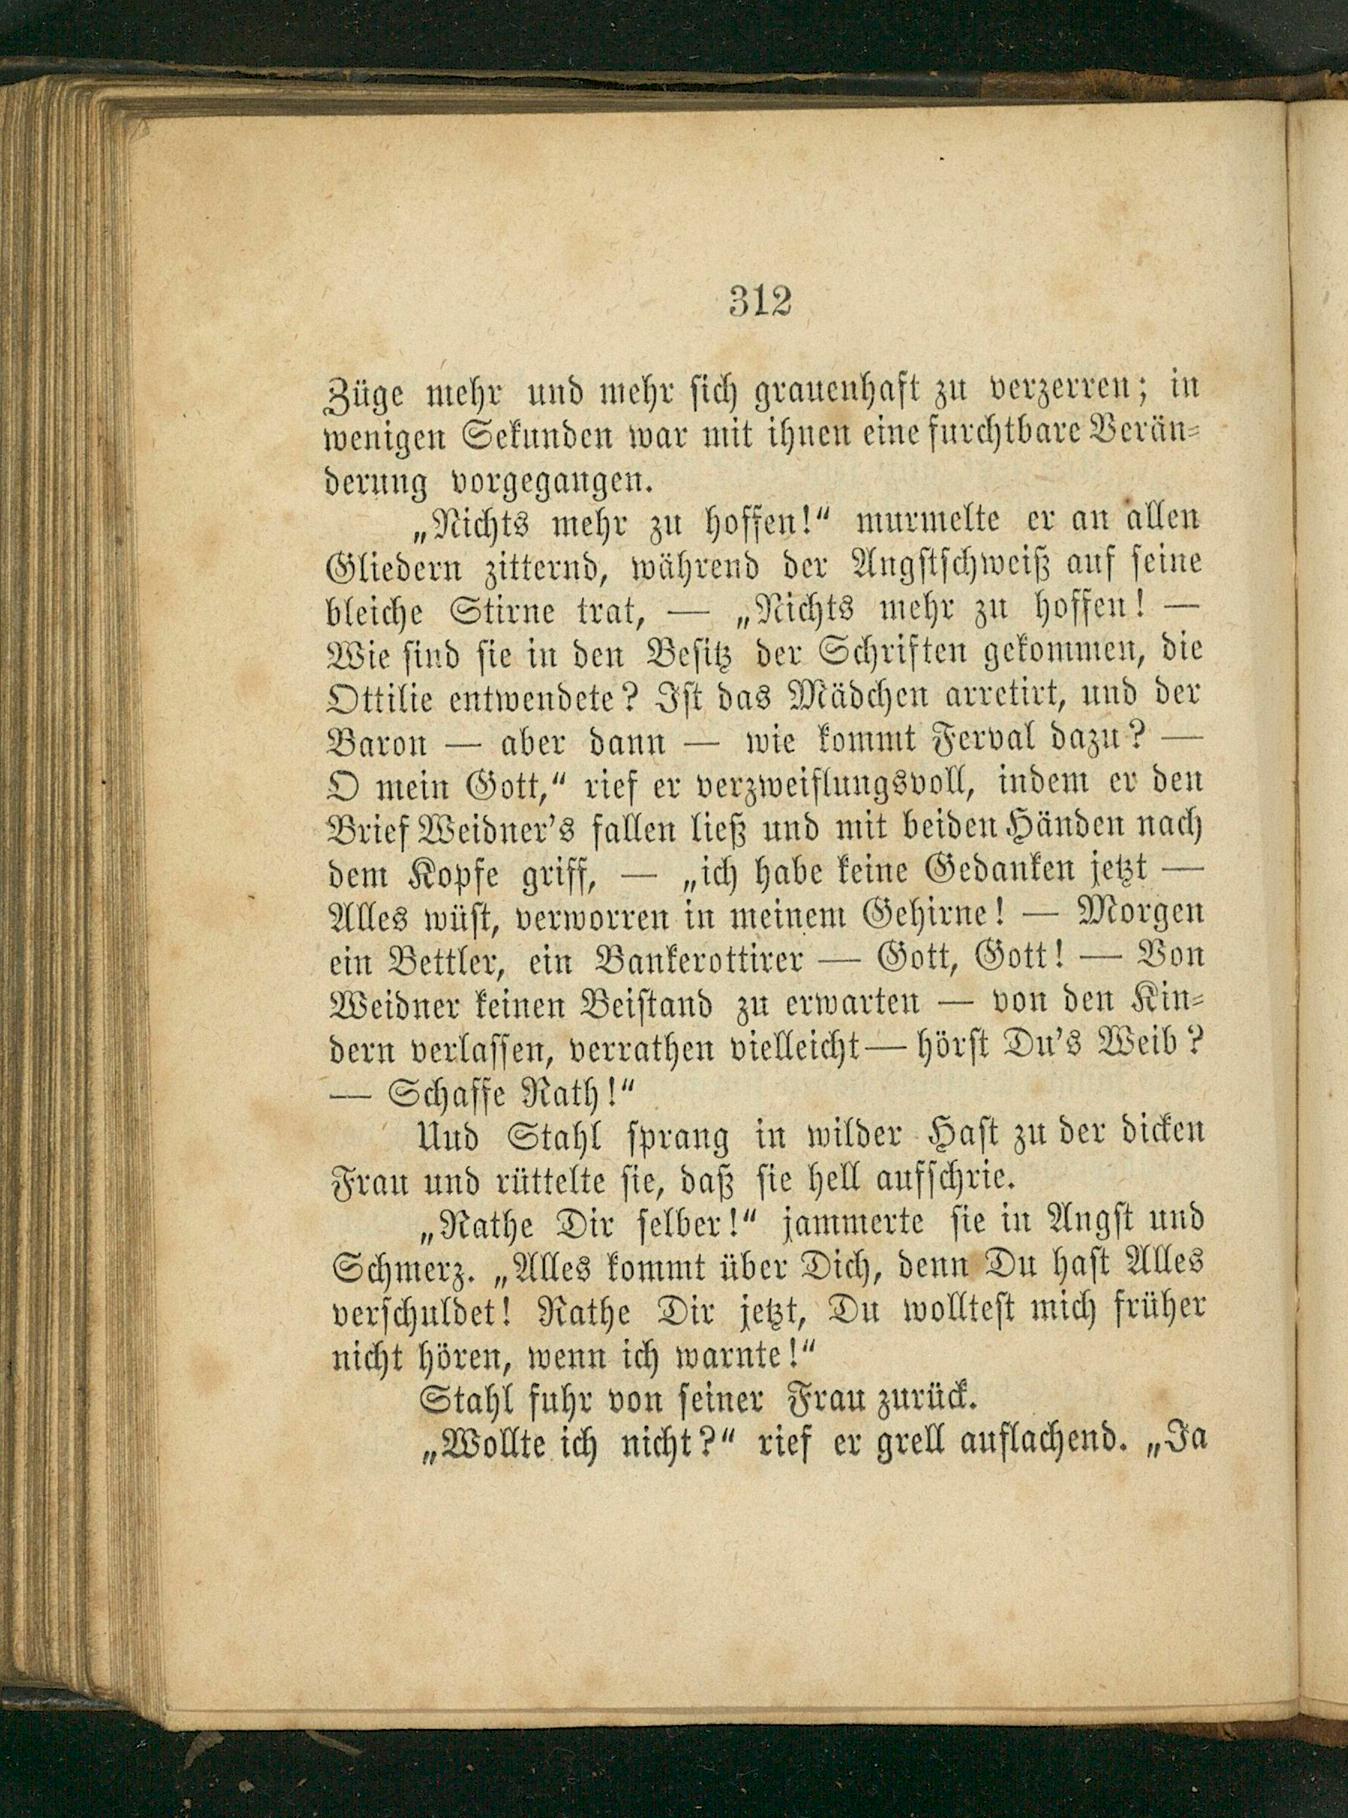 312
Züge mehr und mehr sich grauenhaft zu verzerren; in
wenigen Sekunden war mit ihnen eine furchtbare Verän-
derung vorgegangen.
„Nichts mehr zu hoffen!“ murmelte er an allen
Gliedern zitternd, während der Angstschweiß auf seine
bleiche Stirne trat, — „Nichts mehr zu hoffen! —
Wie sind sie in den Besitz der Schriften gekommen, die
Ottilie entwendete? Ist das Mädchen arretirt, und der
Baron — aber dann — wie kommt Ferval dazu? —
O mein Gott,“ rief er verzweiflungsvoll, indem er den
Brief Weidner's fallen ließ und mit beiden Händen nach
dem Kopfe griff, — „ich habe keine Gedanken jetzt —
Alles wüst, verworren in meinem Gehirne! — Morgen
ein Bettler, ein Bankerottirer — Gott, Gott! — Von
Weidner keinen Beistand zu erwarten — von den Kin-
dern verlassen, verrathen vielleicht — hörst Du's Weib?
— Schaffe Rath!“
Und Stahl sprang in wilder Hast zu der dicken
Frau und rüttelte sie, daß sie hell aufschrie.
„Rathe Dir selber!“ jammerte sie in Angst und
Schmerz. „Alles kommt über Dich, denn Du hast Alles
verschuldet! Rathe Dir jetzt, Du wolltest mich früher
nicht hören, wenn ich warnte!“
Stahl fuhr von seiner Frau zurück.
„Wollte ich nicht?“ rief er grell auflachend. „Ja